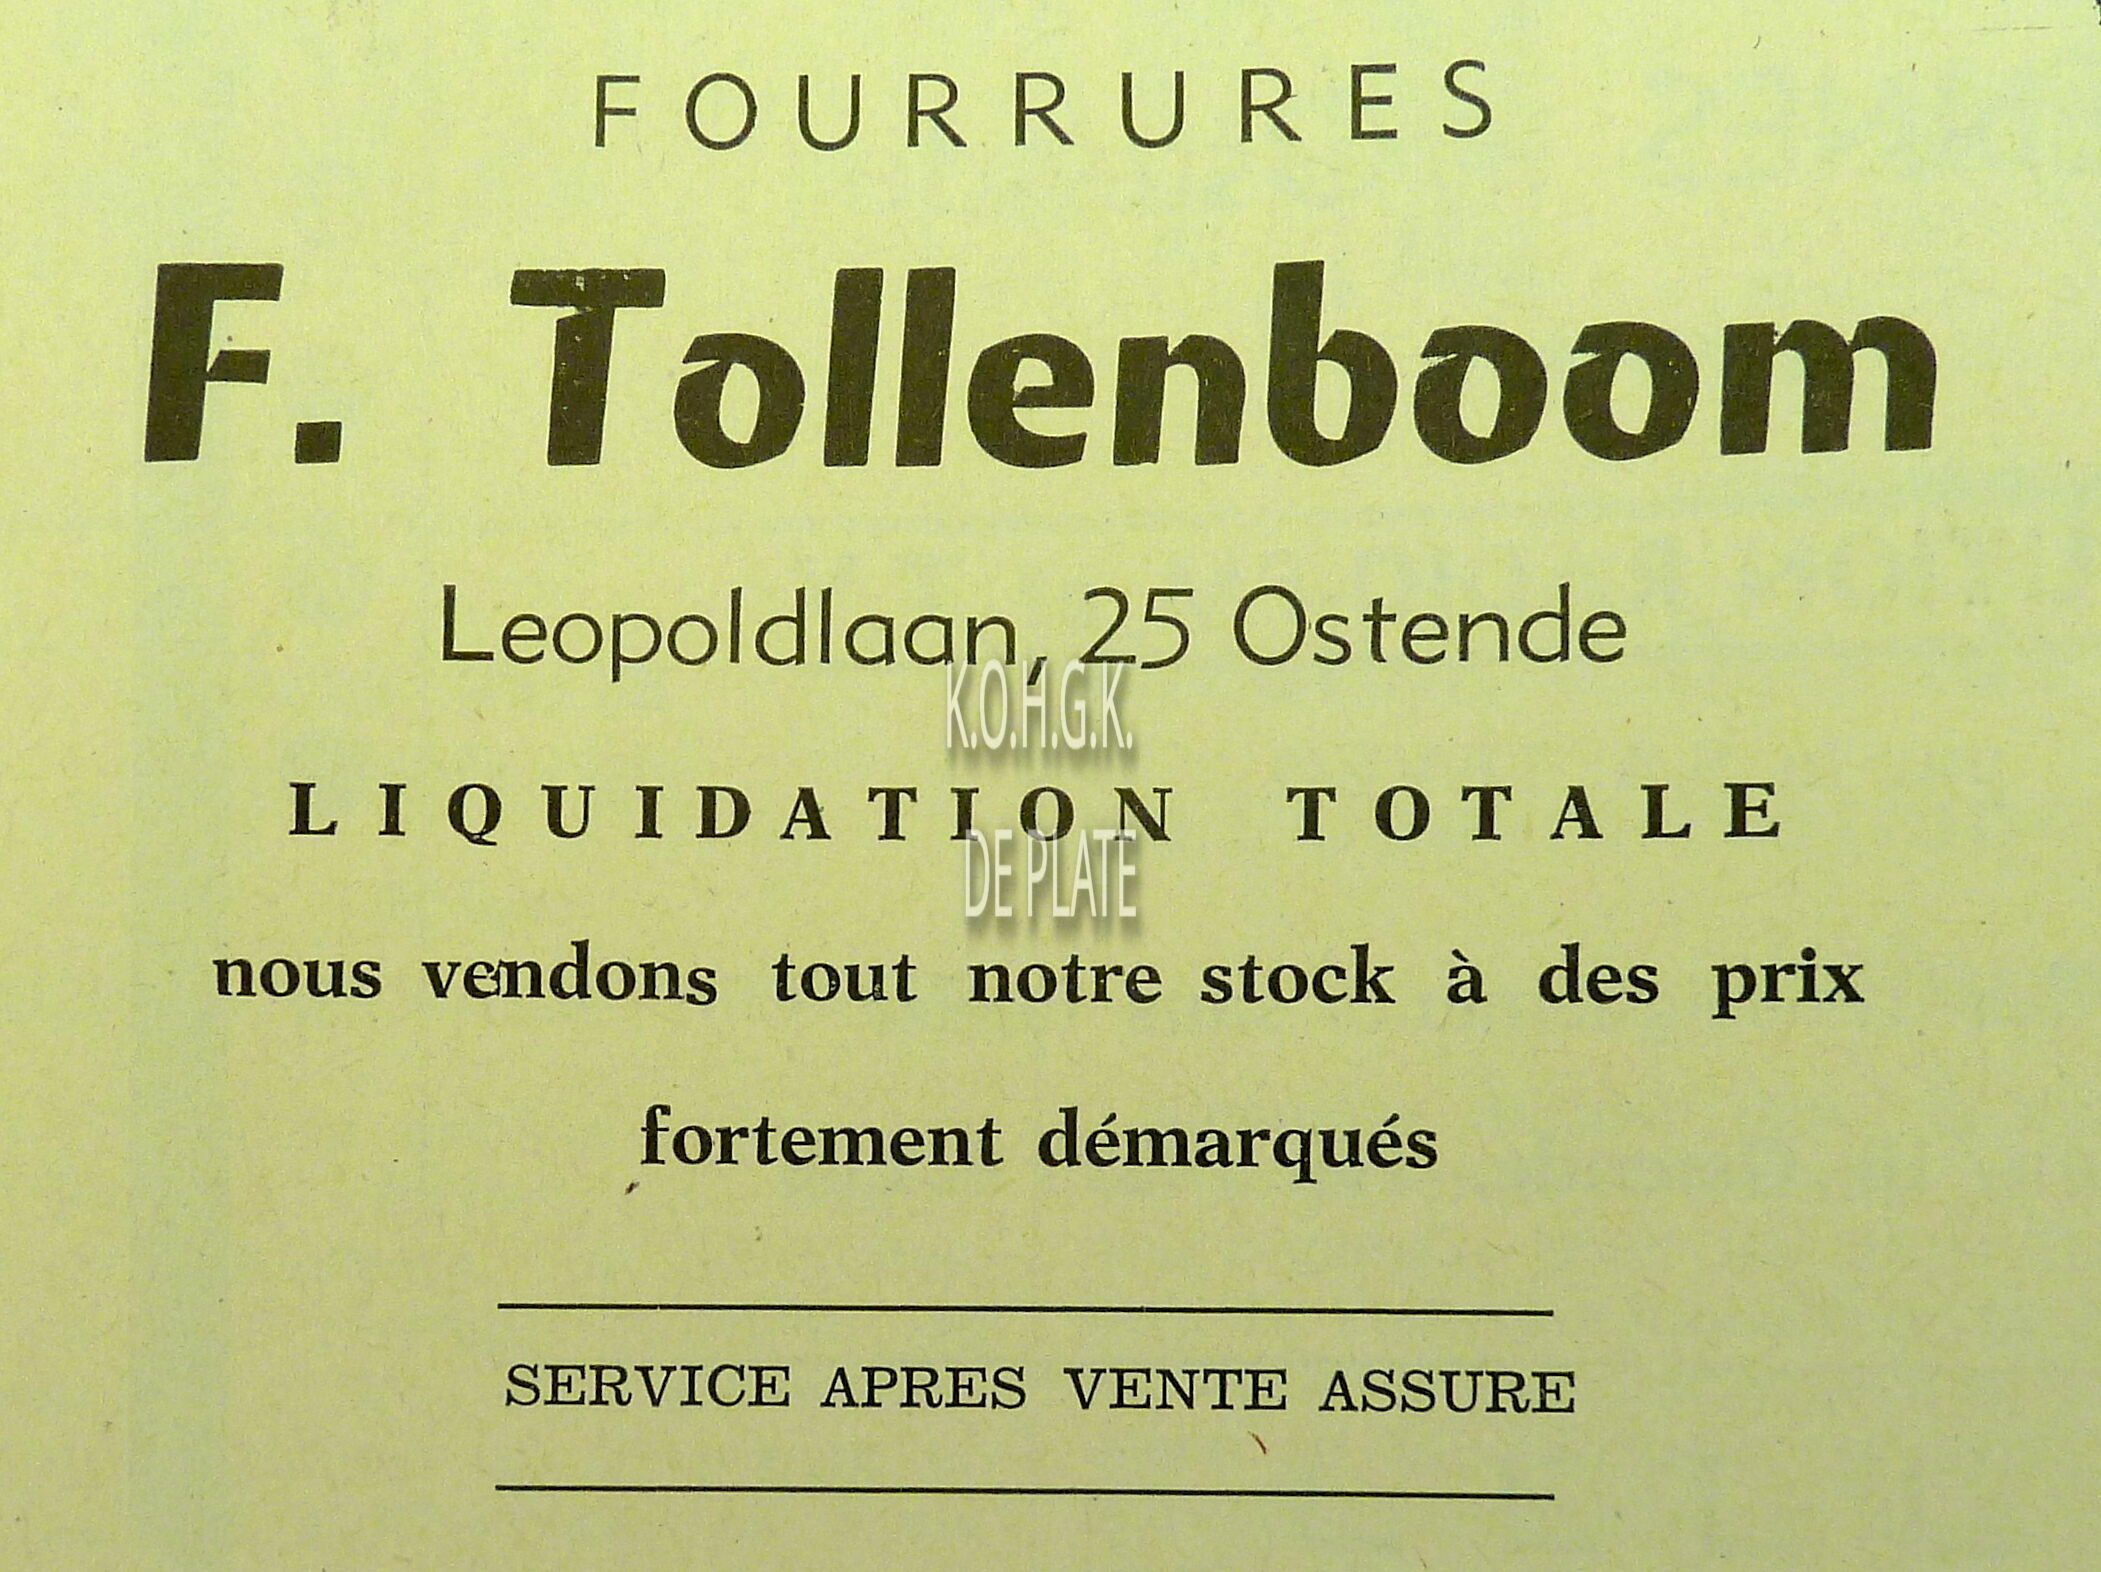 FOURRURES
F. Tollenboom
Leopoldlaan, 25 Ostende
K.O.H.G.K.
LIQUIDATION TOTALE
DE PLATE
nous vendons tout notre stock à des prix
fortement démarqués
SERVICE APRES VENTE ASSURE